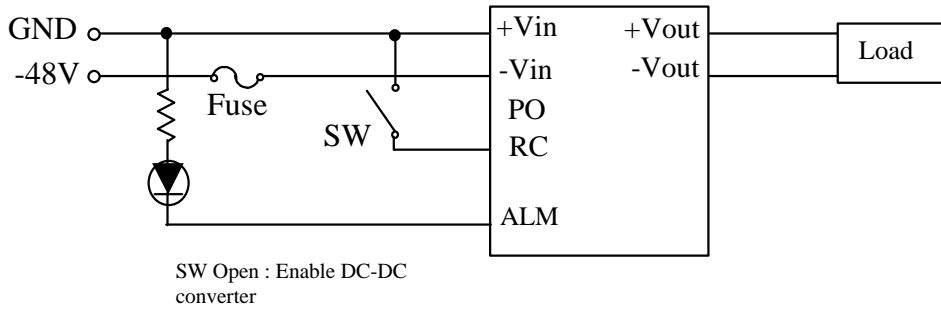 GND
+Vin
+Vout
Load
-48V
-Vin
-Vout
Fuse
PO
SW
RC
ALM
SW Open : Enable DC-DC
converter